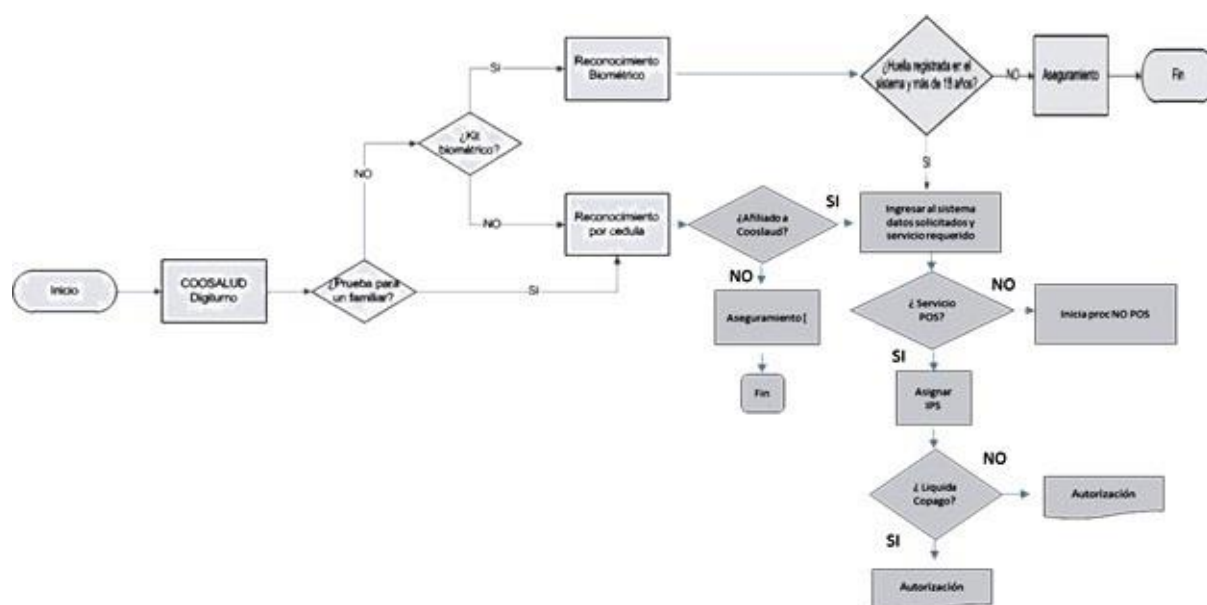 Inicio
COOSALUD
Digiturno
¿Prueba para
un familiar?
NO
SI
¿Kit
biométrico?
SI
NO
Reconocimiento
Biométrico
Reconocimiento
por cedula
¿Huella registrada en el
sistema y más de 18 años?
NO
Aseguramiento
Fin
SI
¿Afiliado a
Cooslaud?
SI
NO
Aseguramiento [
Fin
Ingresar al sistema
datos solicitados y
servicio requerido
¿ Servicio
POS?
NO
Inicia proc NO POS
SI
Asignar
IPS
¿ Liquida
Copago?
NO
Autorización
SI
Autorización